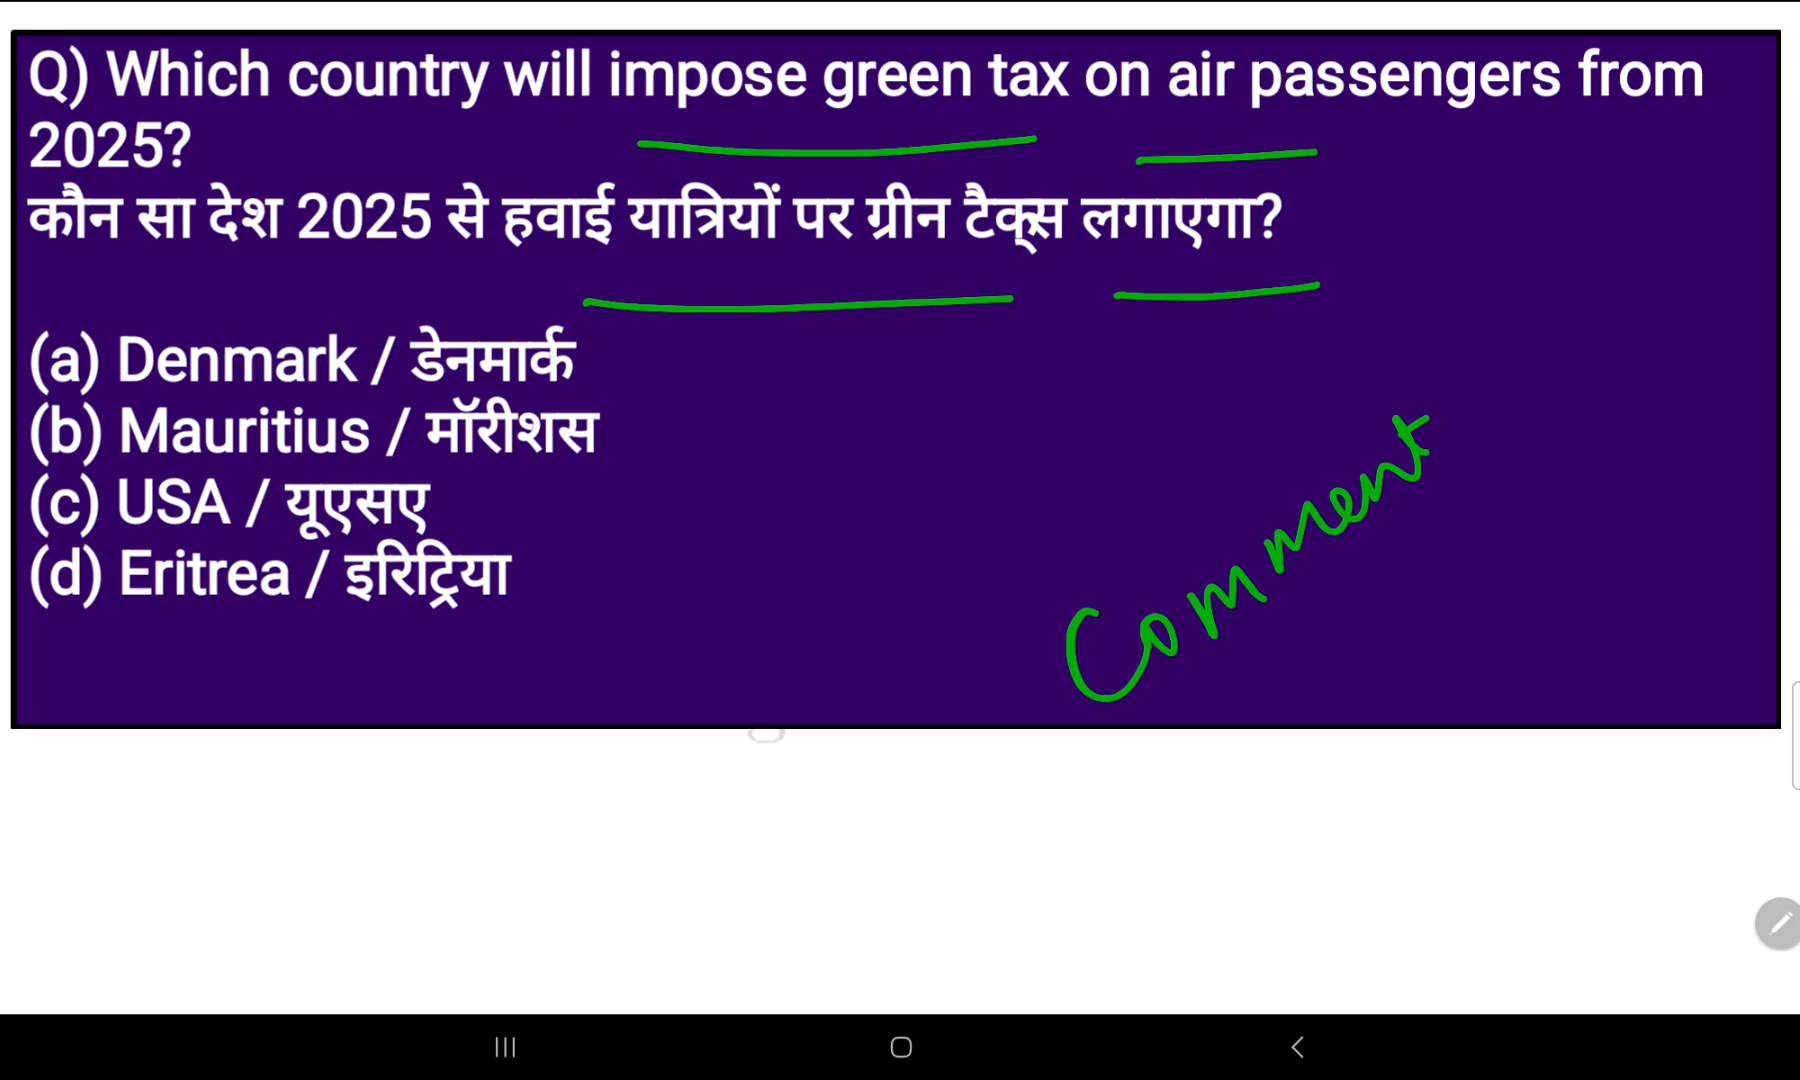 Q) Which country will impose green tax on air passengers from
2025?
कौन सा देश 2025 से हवाई यात्रियों पर ग्रीन टैक्स लगाएगा?
(a) Denmark / डेनमार्क
(b) Mauritius / मॉरीशस
(c) USA / यूएसए
(d) Eritrea / इरिट्रिया
Comment